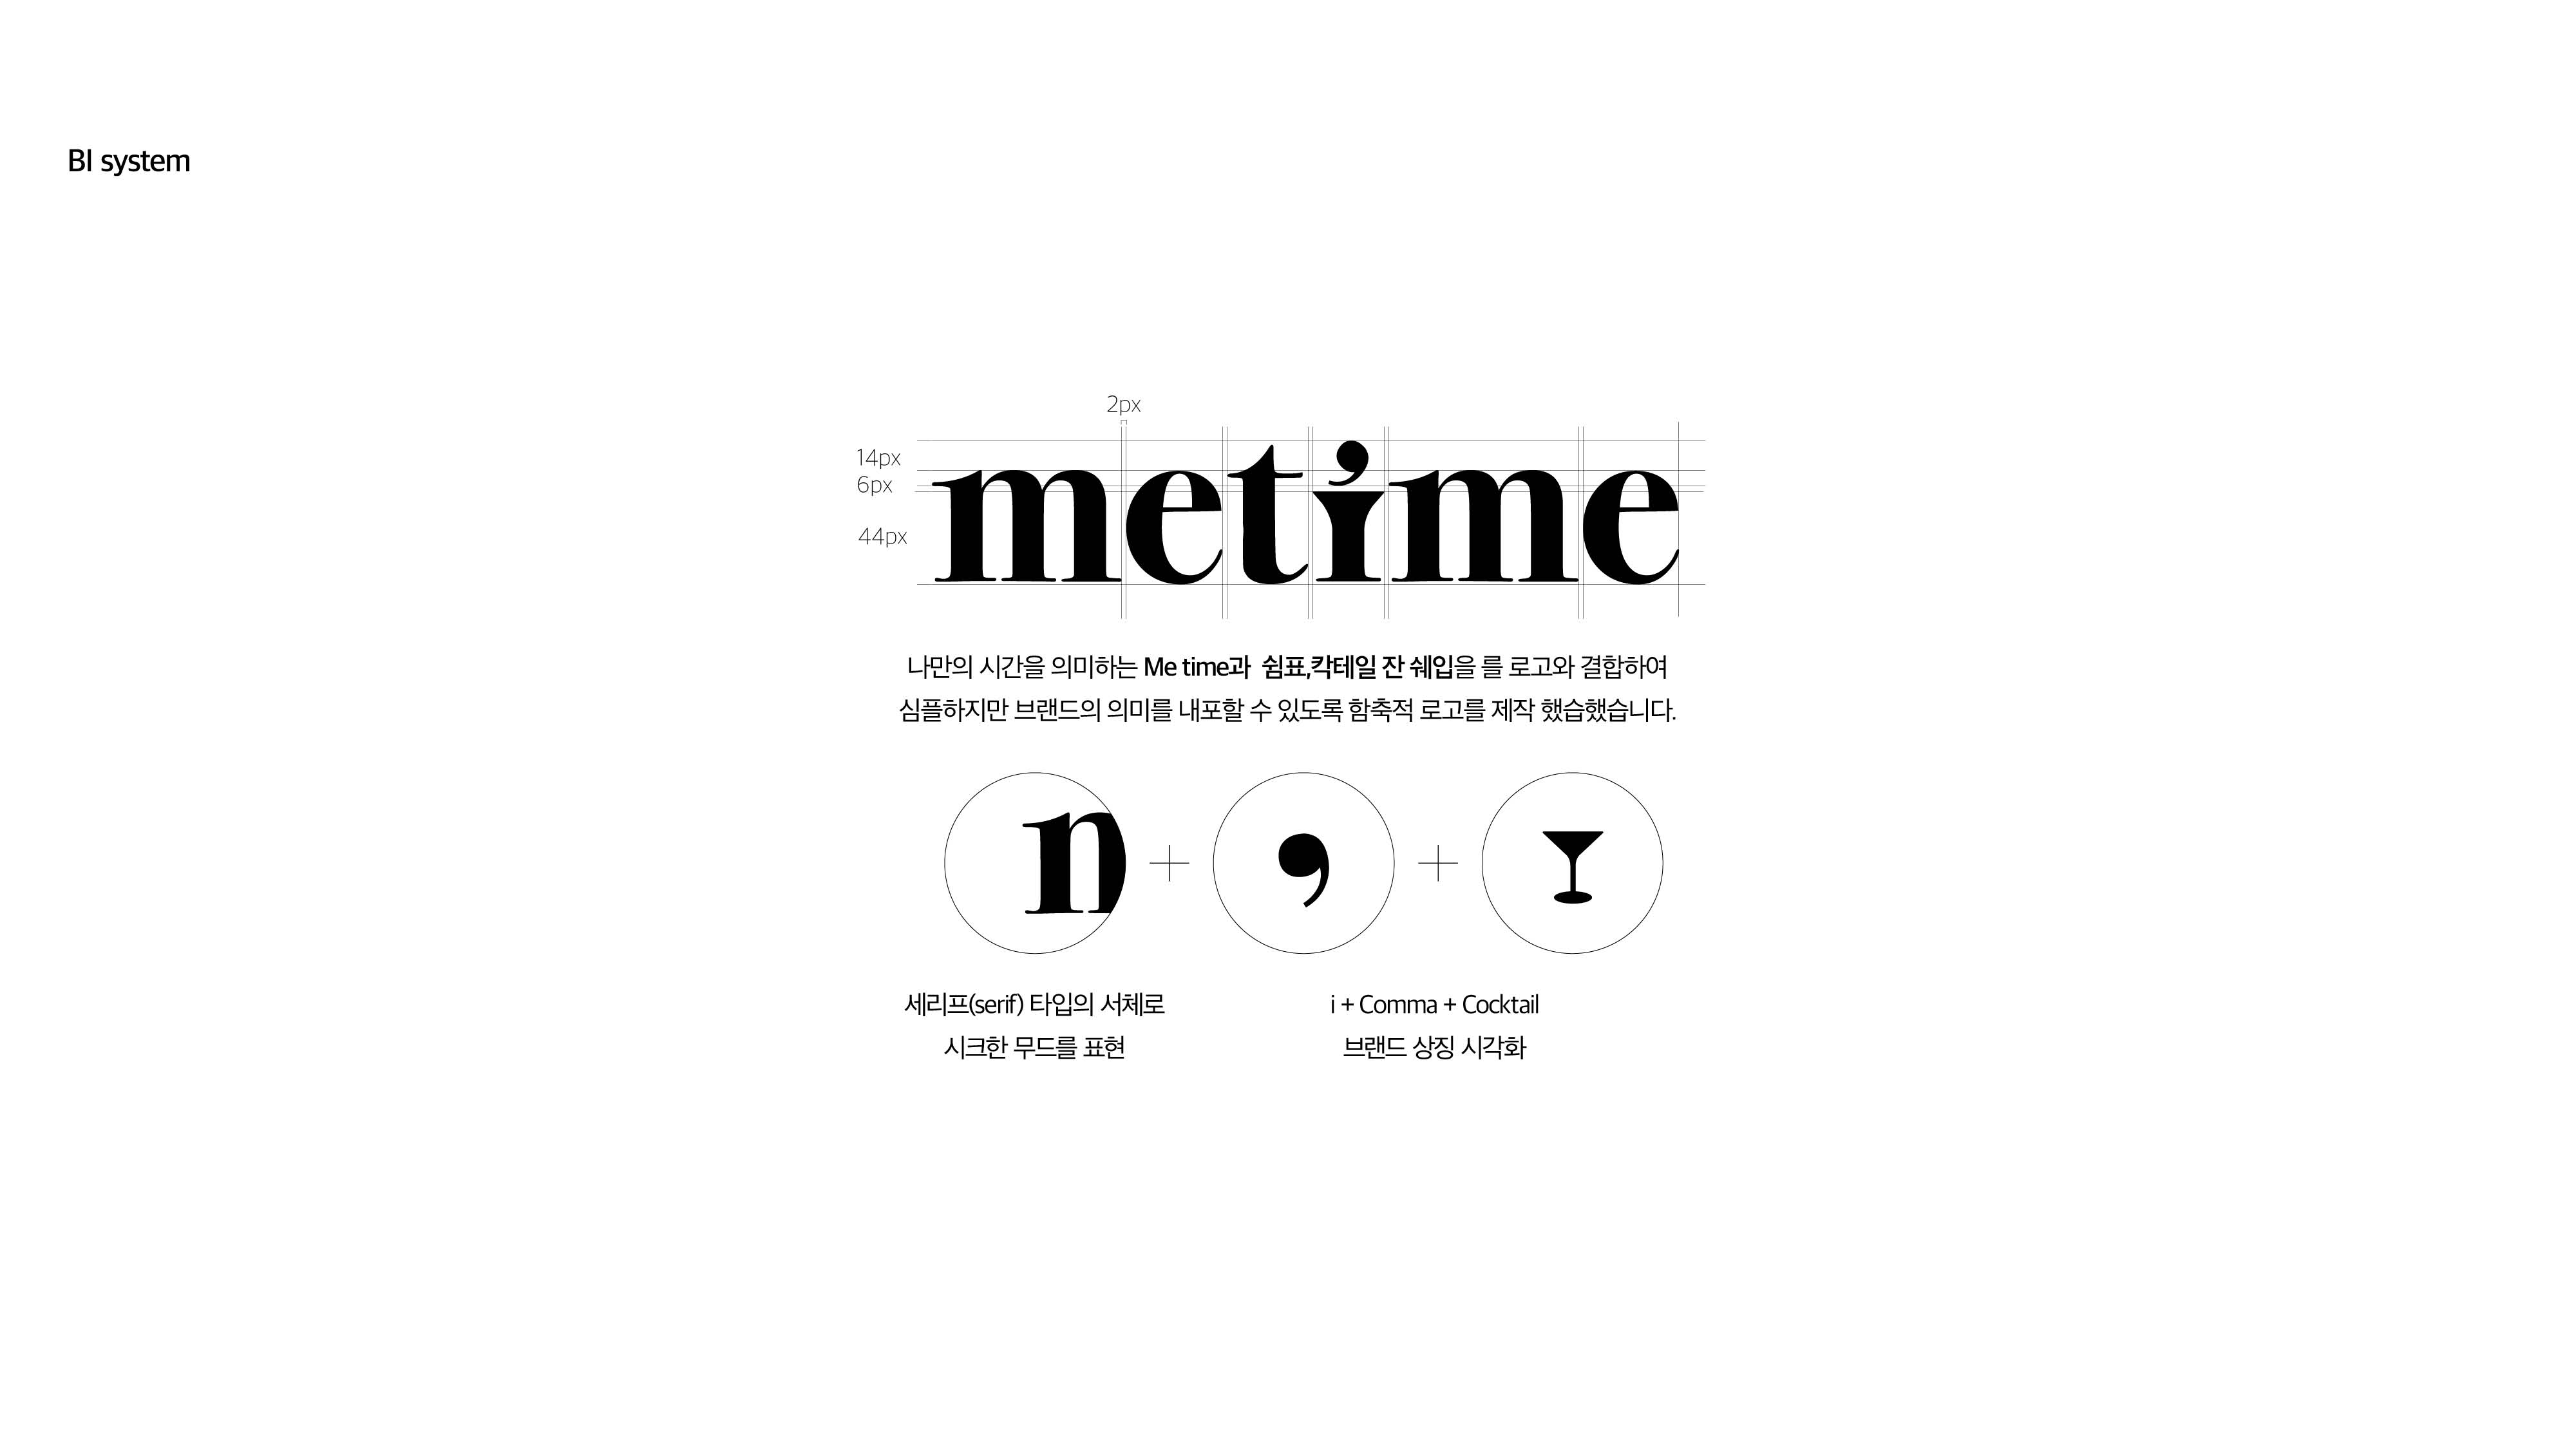 BI system
2px
14px
6px
44px
metime
나만의 시간을 의미하는 Me time과 쉼표,칵테일 잔 쉐입을 를 로고와 결합하여
심플하지만 브랜드의 의미를 내포할 수 있도록 함축적 로고를 제작 했습했습니다.
n + , +
세리프(serif) 타입의 서체로
시크한 무드를 표현
i + Comma + Cocktail
브랜드 상징 시각화